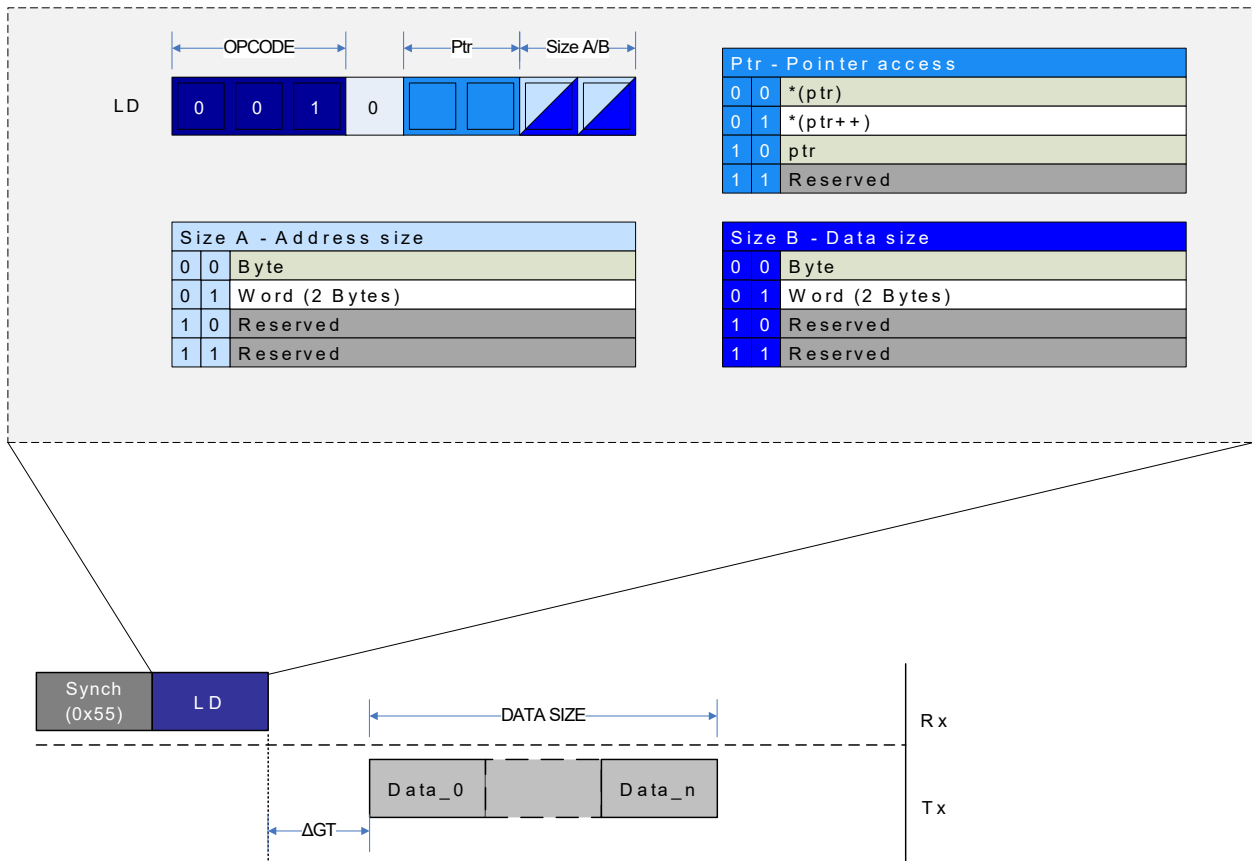 OPCODE Ptr Size A/B
LD 0 0 1 0
Ptr - Pointer access
0 0 *(ptr)
0 1 *(ptr++)
1 0 ptr
1 1 Reserved
Size A - Address size
0 0 Byte
0 1 Word (2 Bytes)
1 0 Reserved
1 1 Reserved
Size B - Data size
0 0 Byte
0 1 Word (2 Bytes)
1 0 Reserved
1 1 Reserved
Synch
(0x55)
LD
DATA SIZE
Rx
Data_0 Data_n
Tx
ΔGT